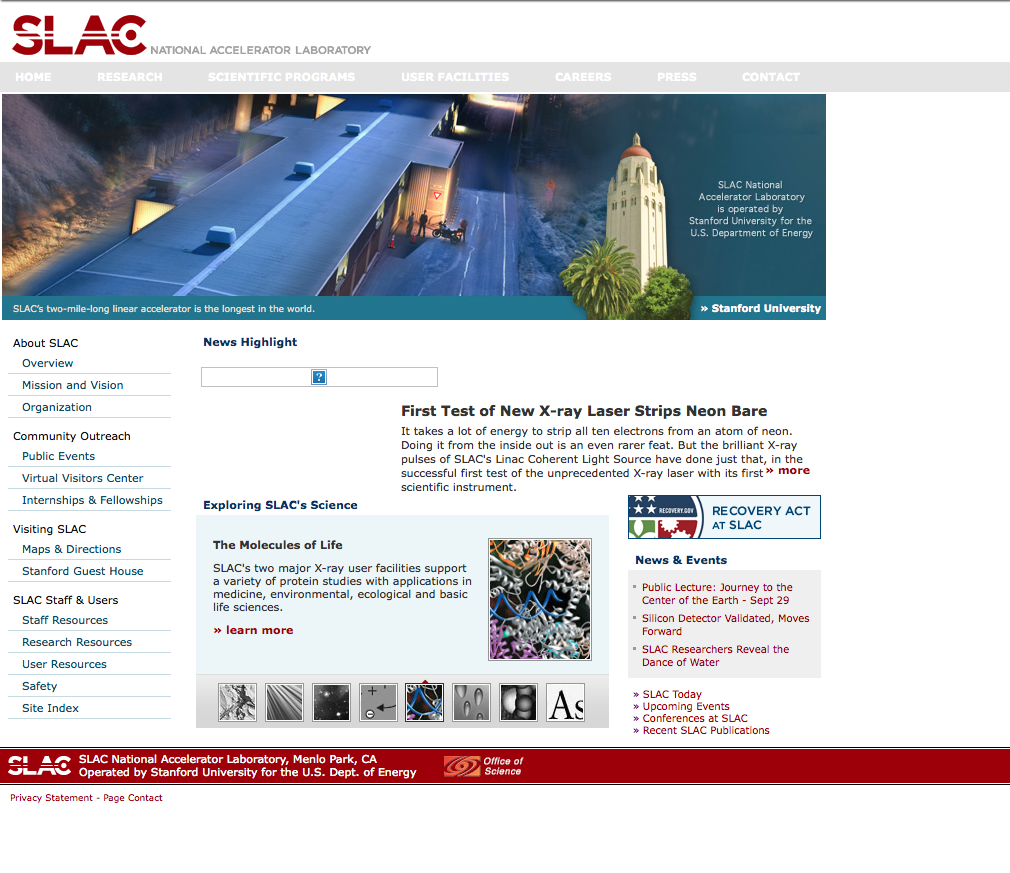 SLAC NATIONAL ACCELERATOR LABORATORY
HOME RESEARCH SCIENTIFIC PROGRAMS USER FACILITIES CAREERS PRESS CONTACT
SLAC National
Accelerator Laboratory
is operated by
Stanford University for the
U.S. Department of Energy
SLAC's two-mile-long linear accelerator is the longest in the world.
» Stanford University
About SLAC
Overview
Mission and Vision
Organization
Community Outreach
Public Events
Virtual Visitors Center
Internships & Fellowships
Visiting SLAC
Maps & Directions
Stanford Guest House
SLAC Staff & Users
Staff Resources
Research Resources
User Resources
Safety
Site Index
News Highlight
?
First Test of New X-ray Laser Strips Neon Bare
It takes a lot of energy to strip all ten electrons from an atom of neon.
Doing it from the inside out is an even rarer feat. But the brilliant X-ray
pulses of SLAC's Linac Coherent Light Source have done just that, in the
successful first test of the unprecedented X-ray laser with its first
scientific instrument.
» more
Exploring SLAC's Science
The Molecules of Life
SLAC's two major X-ray user facilities support
a variety of protein studies with applications in
medicine, environmental, ecological and basic
life sciences.
» learn more
As
RECOVERY.GOV
RECOVERY ACT
AT SLAC
News & Events
Public Lecture: Journey to the
Center of the Earth - Sept 29
Silicon Detector Validated, Moves
Forward
SLAC Researchers Reveal the
Dance of Water
» SLAC Today
» Upcoming Events
» Conferences at SLAC
» Recent SLAC Publications
SLAC
SLAC National Accelerator Laboratory, Menlo Park, CA
Operated by Stanford University for the U.S. Dept. of Energy
Office of
Science
Privacy Statement - Page Contact